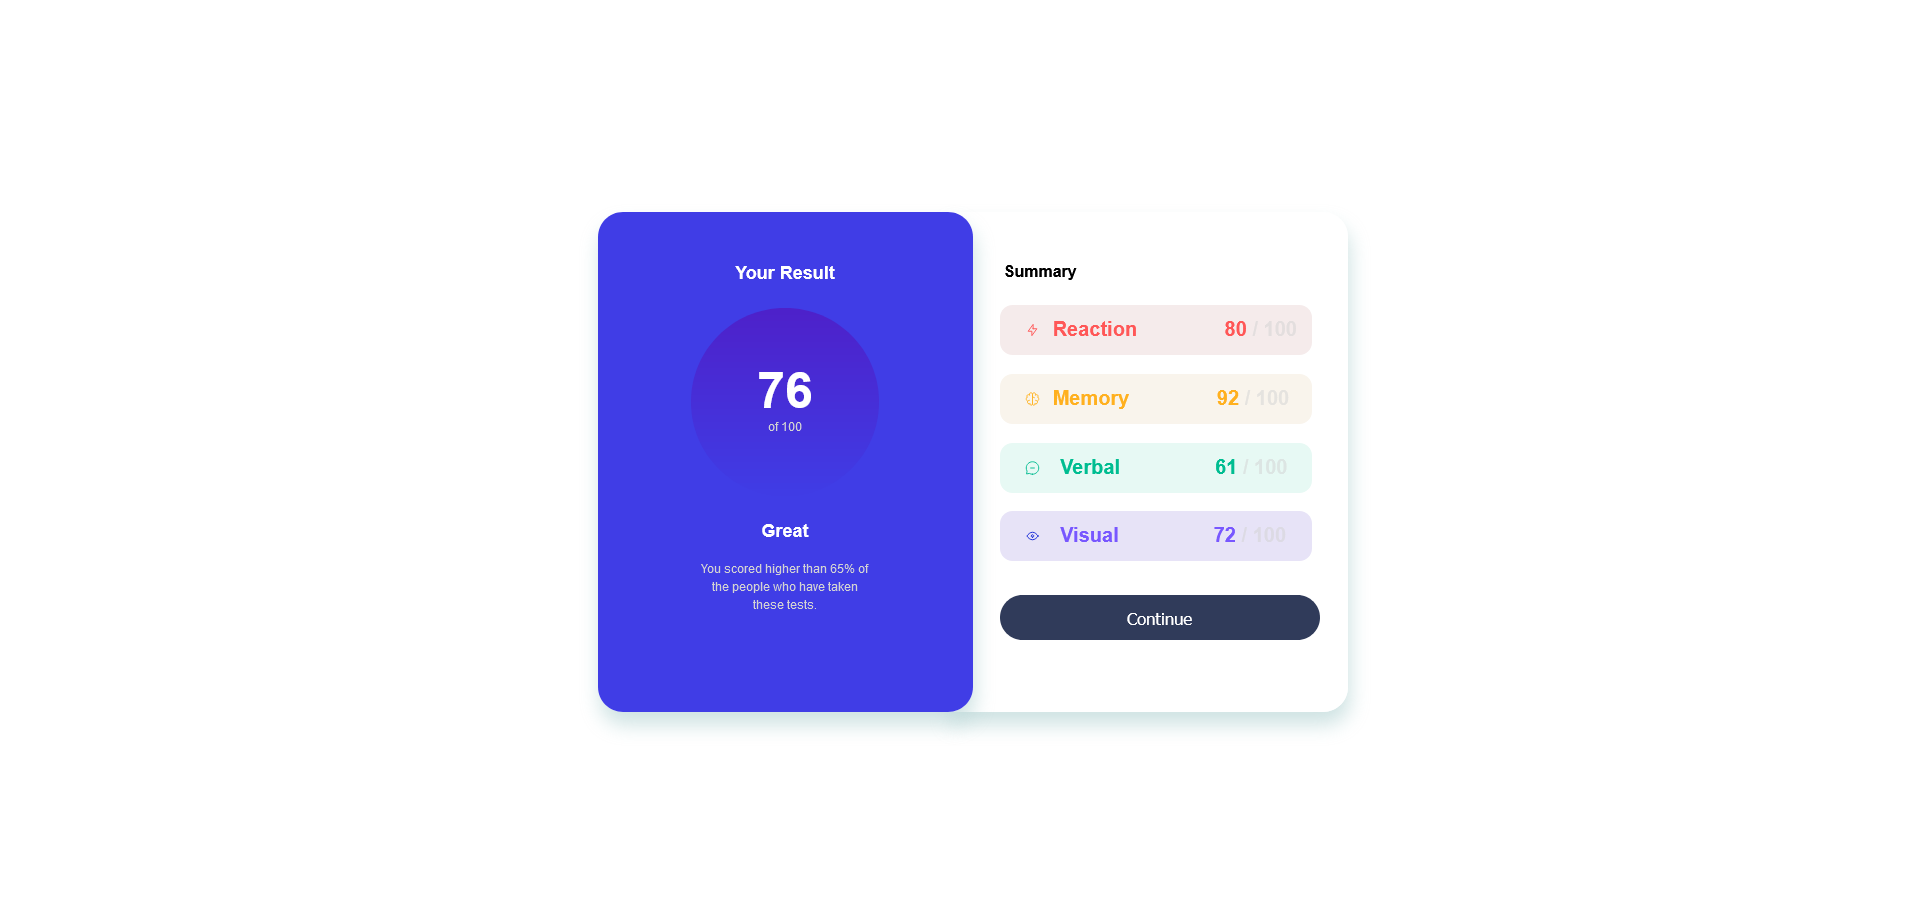 Your Result
76
of 100
Great
You scored higher than 65% of
the people who have taken
these tests.
Summary
Reaction 80 / 100
Memory 92 / 100
Verbal 61 / 100
Visual 72 / 100
Continue